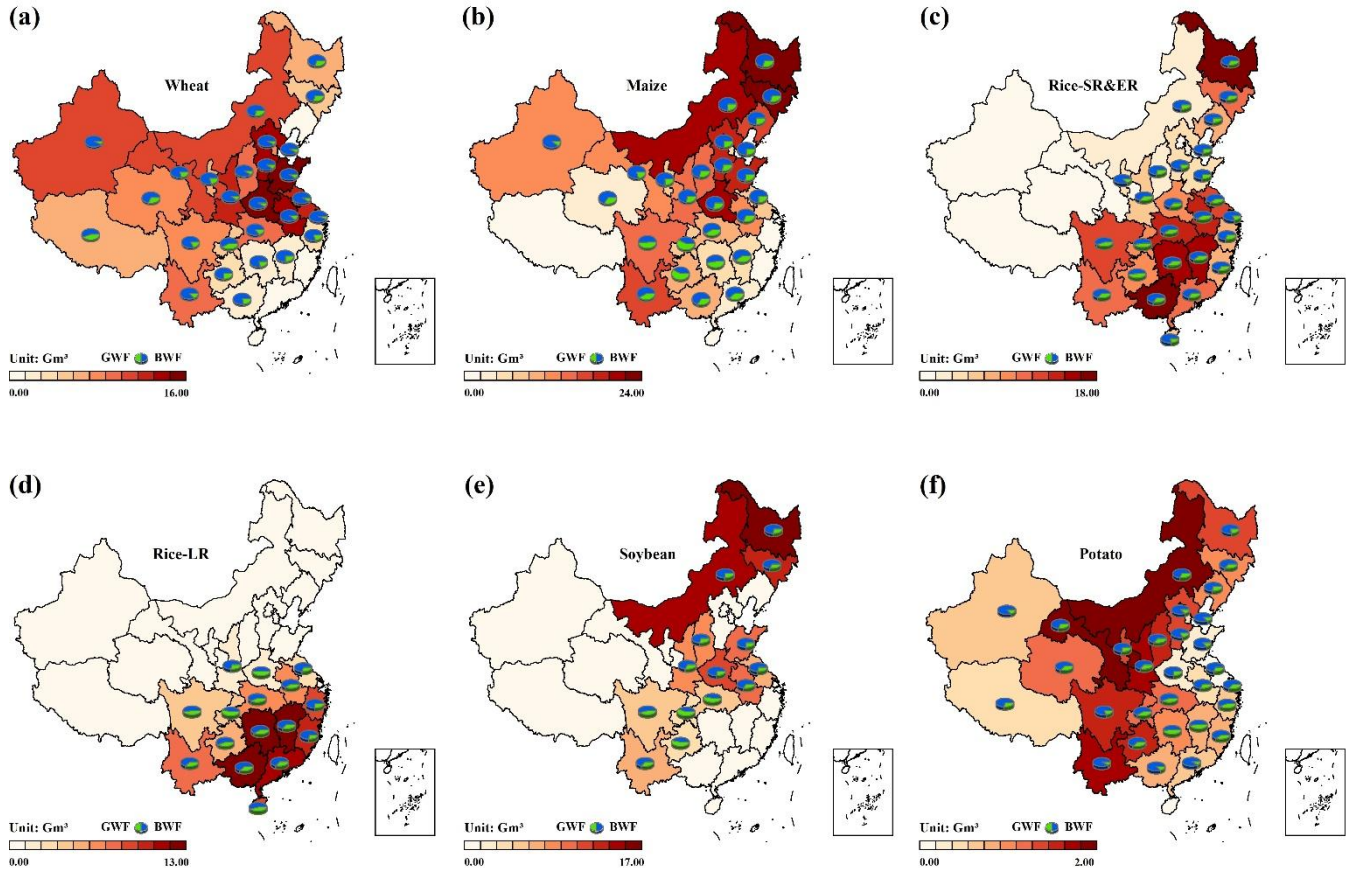 (a)
Wheat
Unit: Gm³ GWF BWF
0.00 16.00
(b)
Maize
Unit: Gm³ GWF BWF
0.00 24.00
(c)
Rice-SR&ER
Unit: Gm³ GWF BWF
0.00 18.00
(d)
Rice-LR
Unit: Gm³ GWF BWF
0.00 13.00
(e)
Soybean
Unit: Gm³ GWF BWF
0.00 17.00
(f)
Potato
Unit: Gm³ GWF BWF
0.00 2.00